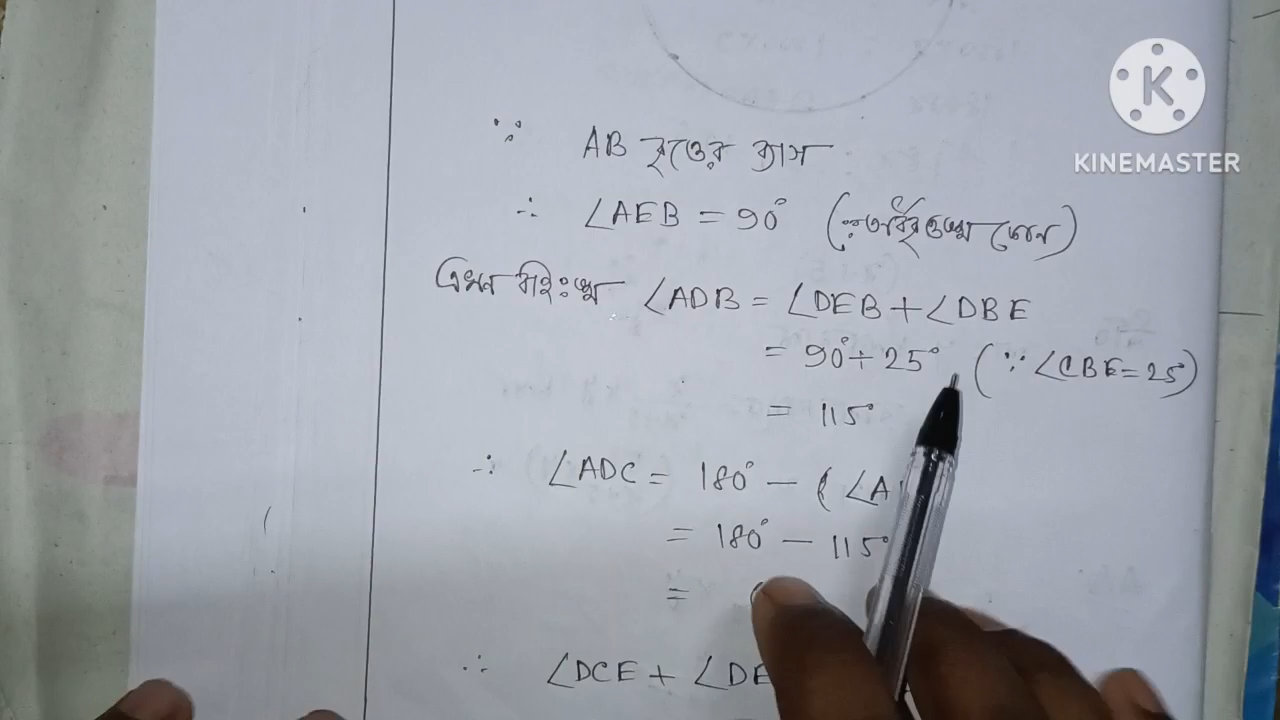 ∵ AB বৃত্তের ব্যাস
∴ ∠AEB = 90° (∵ অর্ধবৃত্তস্থ কোন)
এখন বহিঃস্থ ∠ADB = ∠DEB + ∠DBE
= 90° + 25° (∵ ∠CBE = 25°)
= 115°
∴ ∠ADC = 180° - ( ∠A
= 180° - 115°
=
∴ ∠DCE + ∠DE
K
KINEMASTER